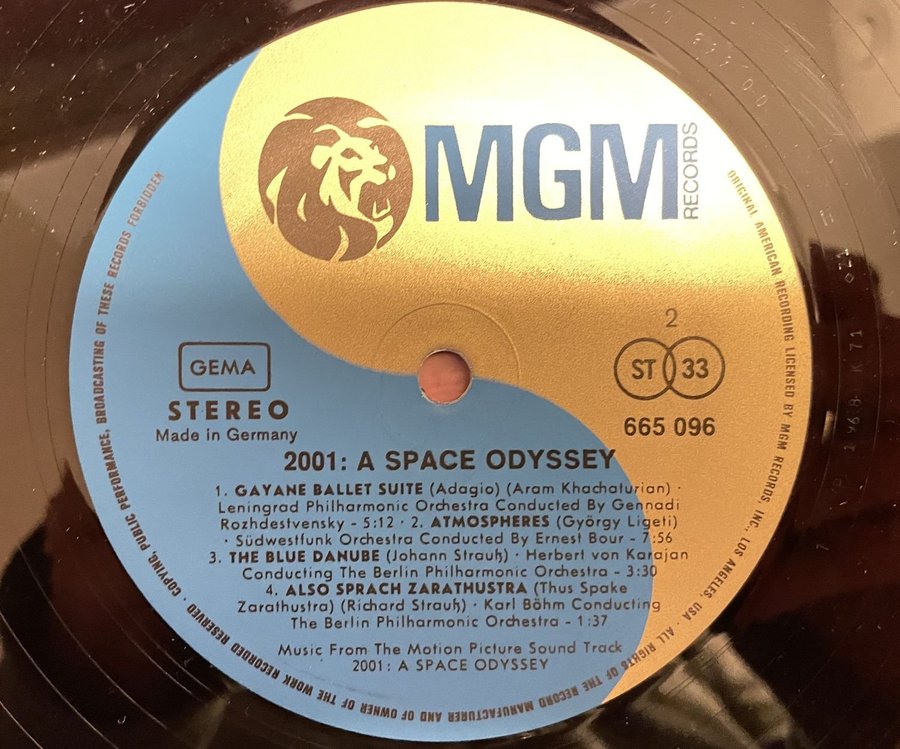 MGM
RECORDS
2
ST 33
665 096
GEMA
STEREO
Made in Germany
2001: A SPACE ODYSSEY
1. GAYANE BALLET SUITE (Adagio) (Aram Khachaturian) ·
Leningrad Philharmonic Orchestra Conducted By Gennadi
Rozhdestvensky - 5:12 · 2. ATMOSPHERES (György Ligeti)
· Südwestfunk Orchestra Conducted By Ernest Bour - 7:56
3. THE BLUE DANUBE (Johann Strauß) · Herbert von Karajan
Conducting The Berlin Philharmonic Orchestra - 3:30
4. ALSO SPRACH ZARATHUSTRA (Thus Spake
Zarathustra) (Richard Strauß) · Karl Böhm Conducting
The Berlin Philharmonic Orchestra - 1:37
Music From The Motion Picture Sound Track
2001: A SPACE ODYSSEY
ORIGINAL AMERICAN RECORDING LICENSED BY MGM RECORDS, INC., LOS ANGELES, USA · ALL RIGHTS OF THE RECORD MANUFACTURER AND OF OWNER OF THE WORK RECORDED RESERVED · COPYING, PUBLIC PERFORMANCE, BROADCASTING OF THESE RECORDS FORBIDDEN